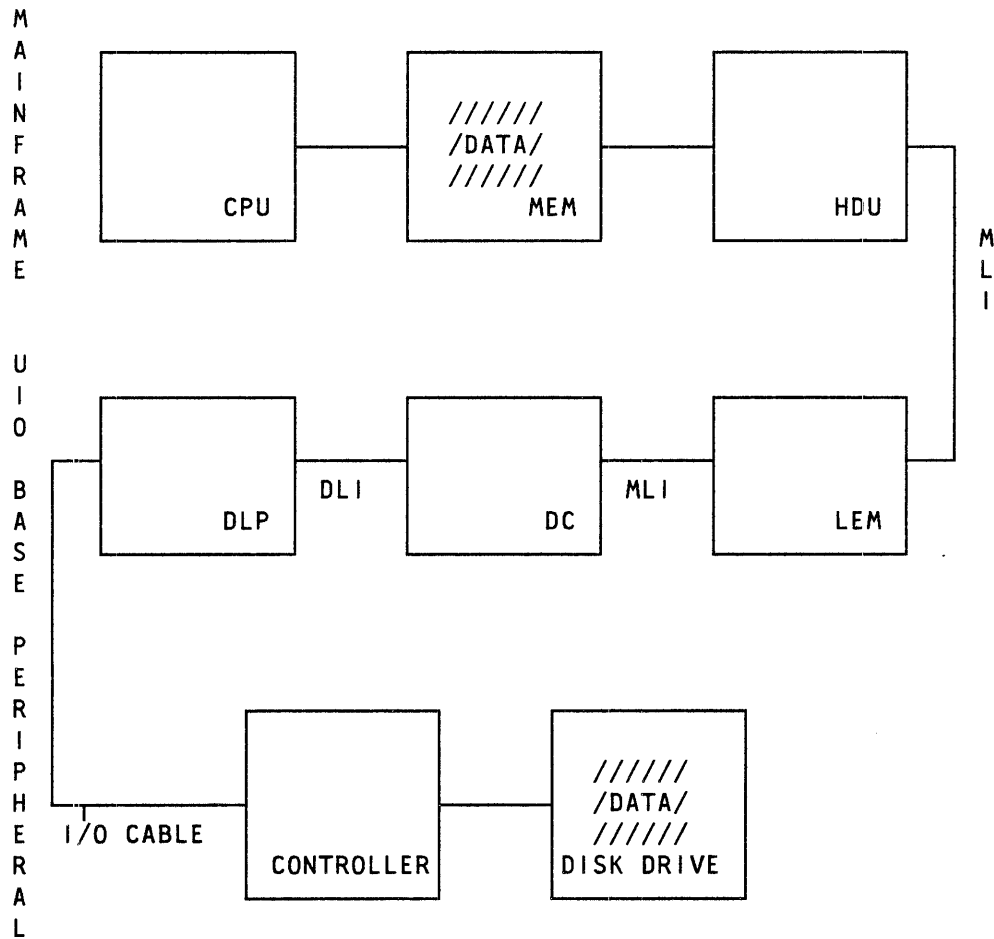 MAINFRAME
//////
/DATA/
//////
CPU
MEM
HDU
MLI
UIO BASE
DLP
DLI
DC
MLI
LEM
PERIPHERAL
I/O CABLE
CONTROLLER
//////
/DATA/
//////
DISK DRIVE